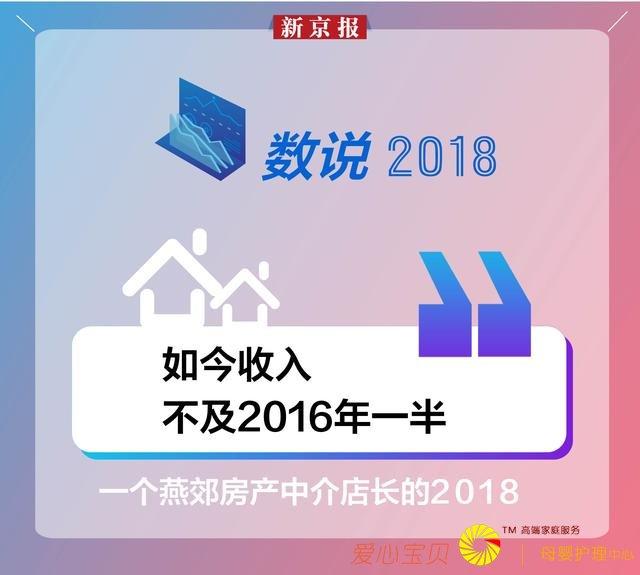 新京报
数说 2018
如今收入
不及2016年一半
一个燕郊房产中介店长的2018
TM 高端家庭服务
爱心宝贝 母婴护理中心